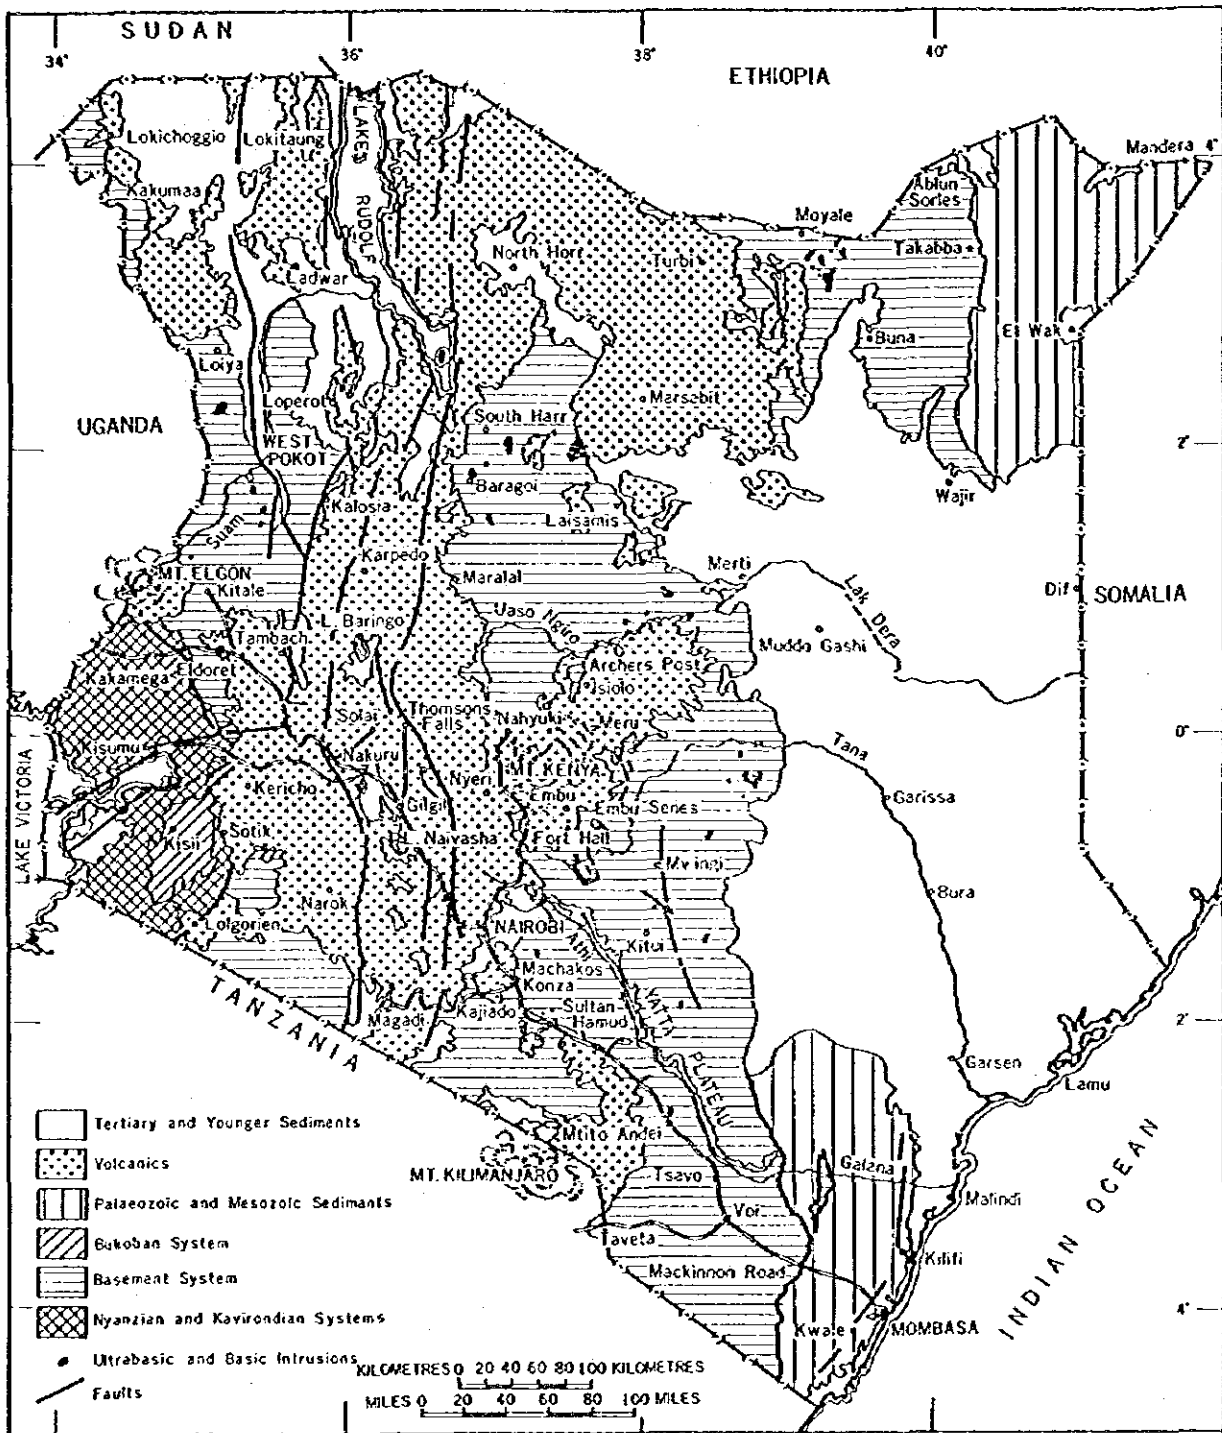 SUDAN
34°
36°
38°
40°
ETHIOPIA
Lokichoggio
Lokitaung
LAKES RUDOLF
Mandera
4°
Kakumaa
Ablun
Sories
Moyale
Takabba
North Horr
Turbi
Ladwar
Buna
El Wak
Loiya
Loperot
Marsabit
UGANDA
WEST
POKOT
South Harr
2°
Baragoi
Wajir
Kalosia
Laisamis
Suam
Karpedo
Merti
MT. ELGON
Maralal
Kitale
Dif
SOMALIA
Uaso Ngiro
Lak Dera
L. Baringo
Tambach
Muddo Gashi
Archers Post
Eldoret
Kakamega
Isiolo
Solai
Thomsons
Falls
Nahyuki
Meru
0°
Kisumu
Nakuru
Tana
MT. KENYA
Nyeri
LAKE VICTORIA
Kericho
Embu
Garissa
Gilgil
Embu Series
Sotik
Kisii
L. Naivasha
Fort Hall
Mwingi
Bura
Narok
Lolgorien
NAIROBI
Athi
Kitui
Machakos
Konza
TANZANIA
Kajiado
Sultan
Hamud
YATTA PLATEAU
Magadi
2°
Garsen
Lamu
Tertiary and Younger Sediments
Mtito Andei
Volcanics
MT. KILIMANJARO
Tsavo
Galana
Malindi
Palaeozoic and Mesozoic Sedimants
Voi
INDIAN OCEAN
Bukoban System
Taveta
Kilifi
Basement System
Mackinnon Road
Nyanzian and Kavirondian Systems
Kwale
MOMBASA
4°
Ultrabasic and Basic Intrusions
KILOMETRES 0 20 40 60 80 100 KILOMETRES
Faults
MILES 0 20 40 60 80 100 MILES